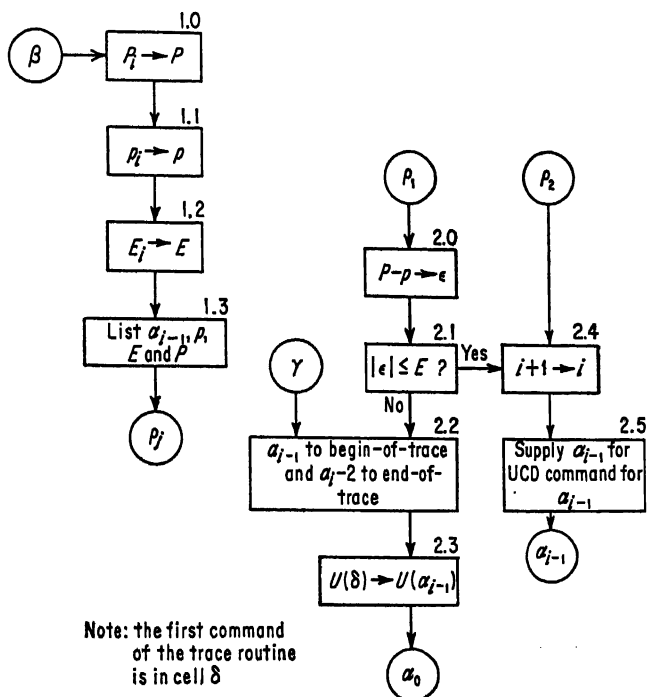 β
1.0
P_i → P
1.1
p_i → p
1.2
E_i → E
1.3
List α_{i-1}, p,
E and P
ρ_j
γ
ρ_1
2.0
P-p → ϵ
2.1
|ϵ| ≤ E ?
Yes
No
2.2
α_{i-1} to begin-of-trace
and α_i-2 to end-of-
trace
2.3
U(δ) → U(α_{i-1})
α_0
ρ_2
2.4
i+1 → i
2.5
Supply α_{i-1} for
UCD command for
α_{i-1}
α_{i-1}
Note: the first command
of the trace routine
is in cell δ